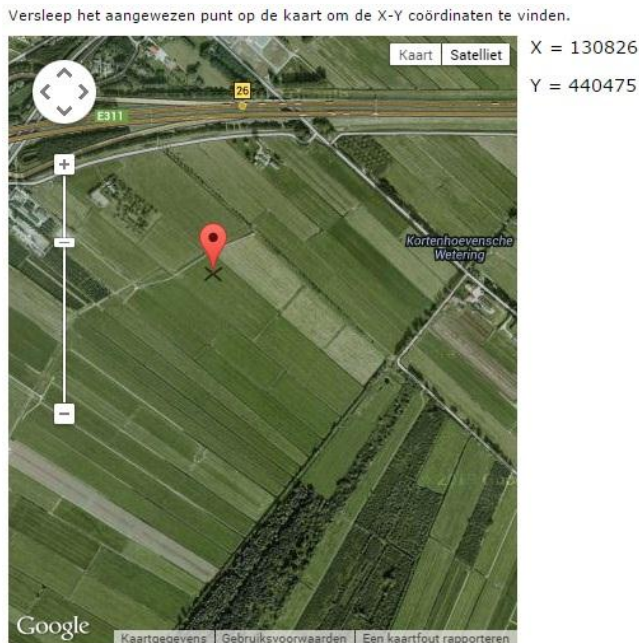 Versleep het aangewezen punt op de kaart om de X-Y coördinaten te vinden.
Kaart Satelliet
X = 130826
Y = 440475
26
E311
Kortenhoevensche
Wetering
Google
Kaartgegevens Gebruiksvoorwaarden Een kaartfout rapporteren